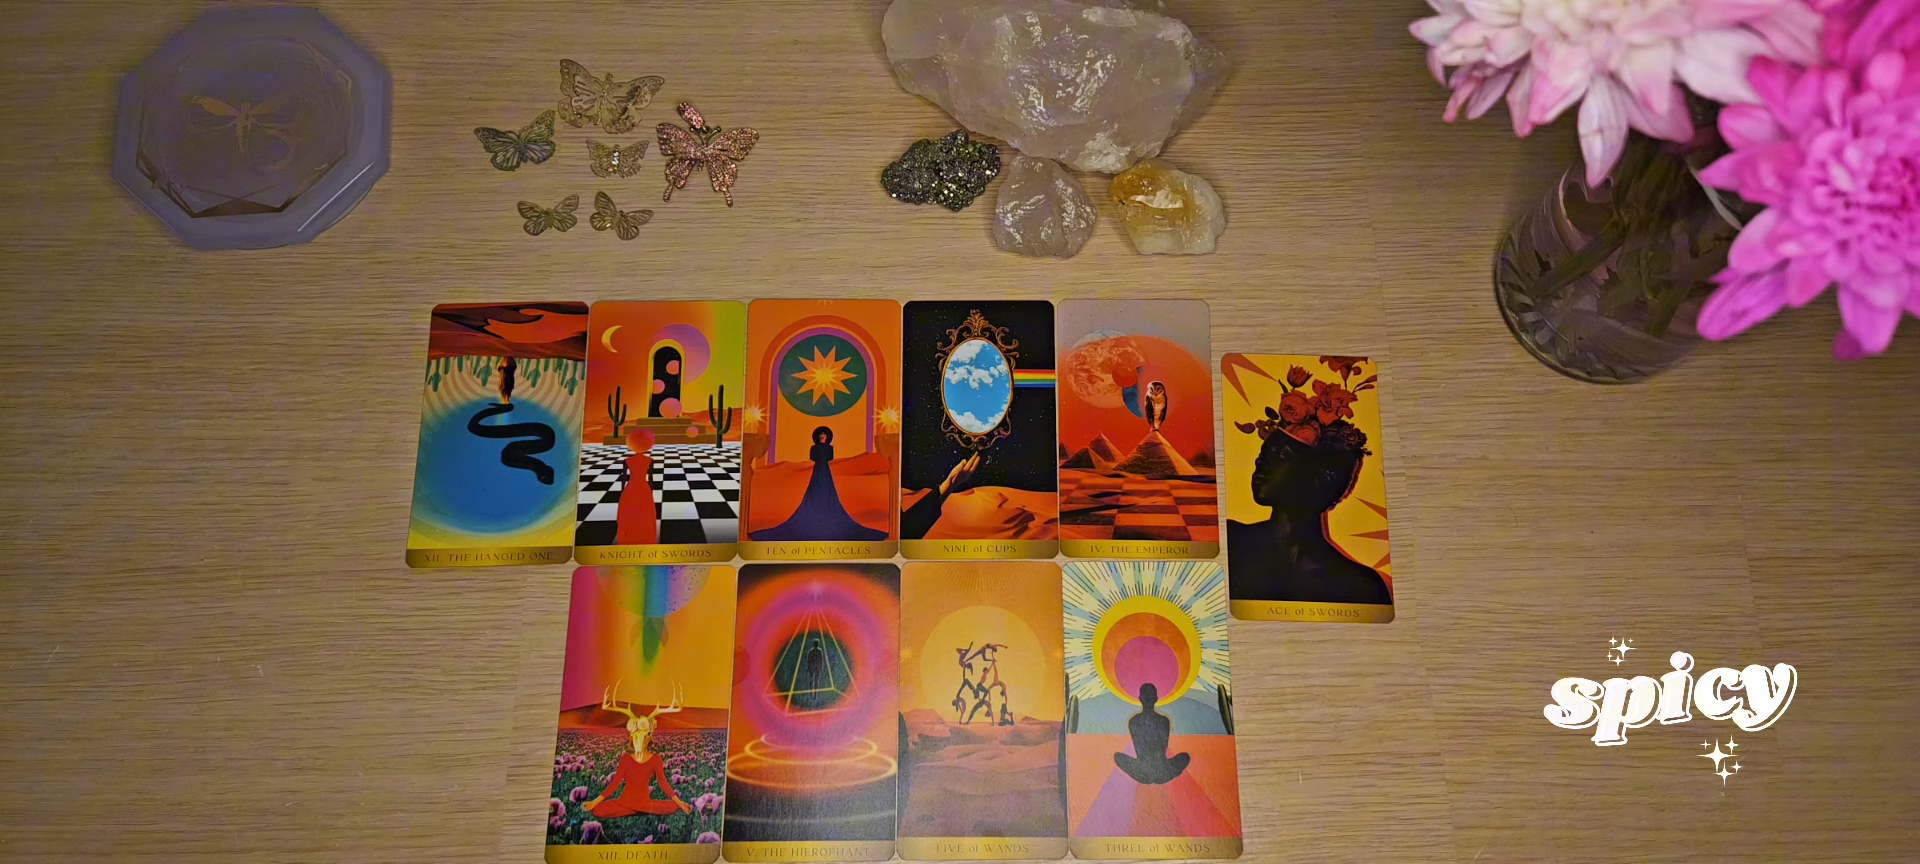 XII. THE HANGED ONE
KNIGHT of SWORDS
TEN of PENTACLES
NINE of CUPS
IV. THE EMPEROR
ACE of SWORDS
XIII. DEATH
V. THE HIEROPHANT
FIVE of WANDS
THREE of WANDS
spicy